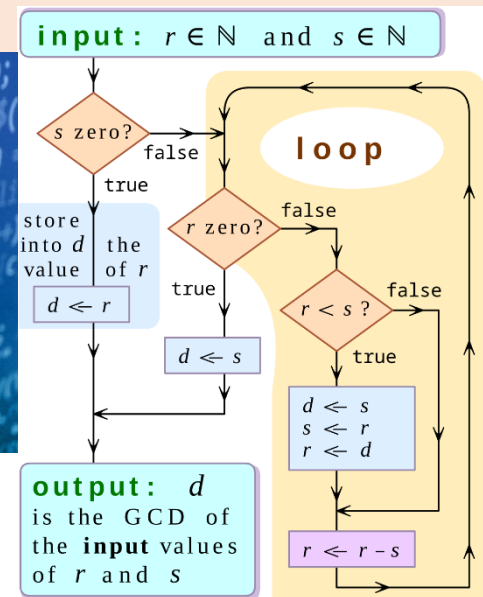 input: r ∈ ℕ and s ∈ ℕ
s zero?
false
true
loop
store
into d the
value of r
d ← r
r zero?
false
true
d ← s
r < s ?
false
true
d ← s
s ← r
r ← d
r ← r – s
output: d
is the GCD of
the input values
of r and s